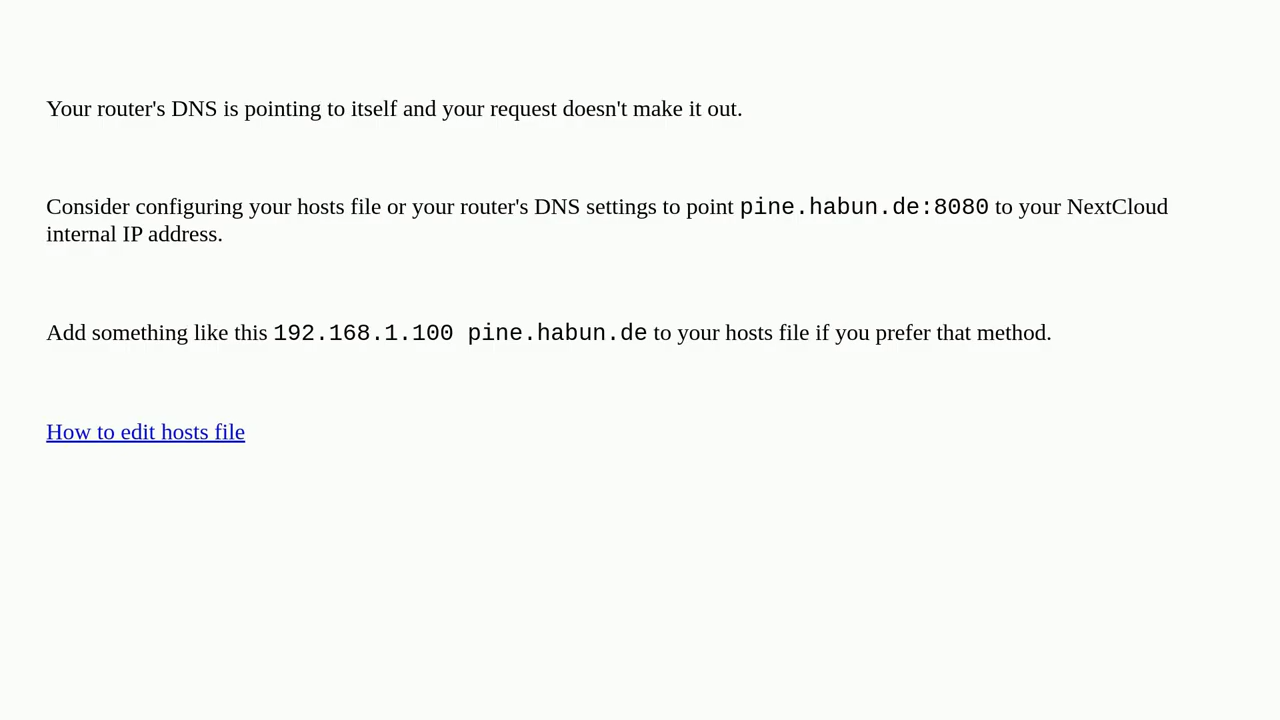 Your router's DNS is pointing to itself and your request doesn't make it out.
Consider configuring your hosts file or your router's DNS settings to point pine.habun.de:8080 to your NextCloud
internal IP address.
Add something like this 192.168.1.100 pine.habun.de to your hosts file if you prefer that method.
How to edit hosts file